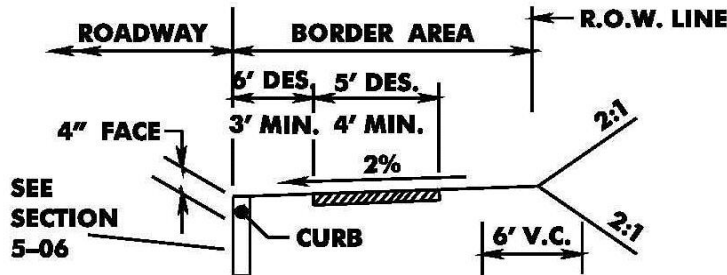 ROADWAY
BORDER AREA
R.O.W. LINE
6' DES.
5' DES.
3' MIN.
4' MIN.
4" FACE
2%
2:1
SEE
SECTION
5–06
CURB
6' V.C.
2:1